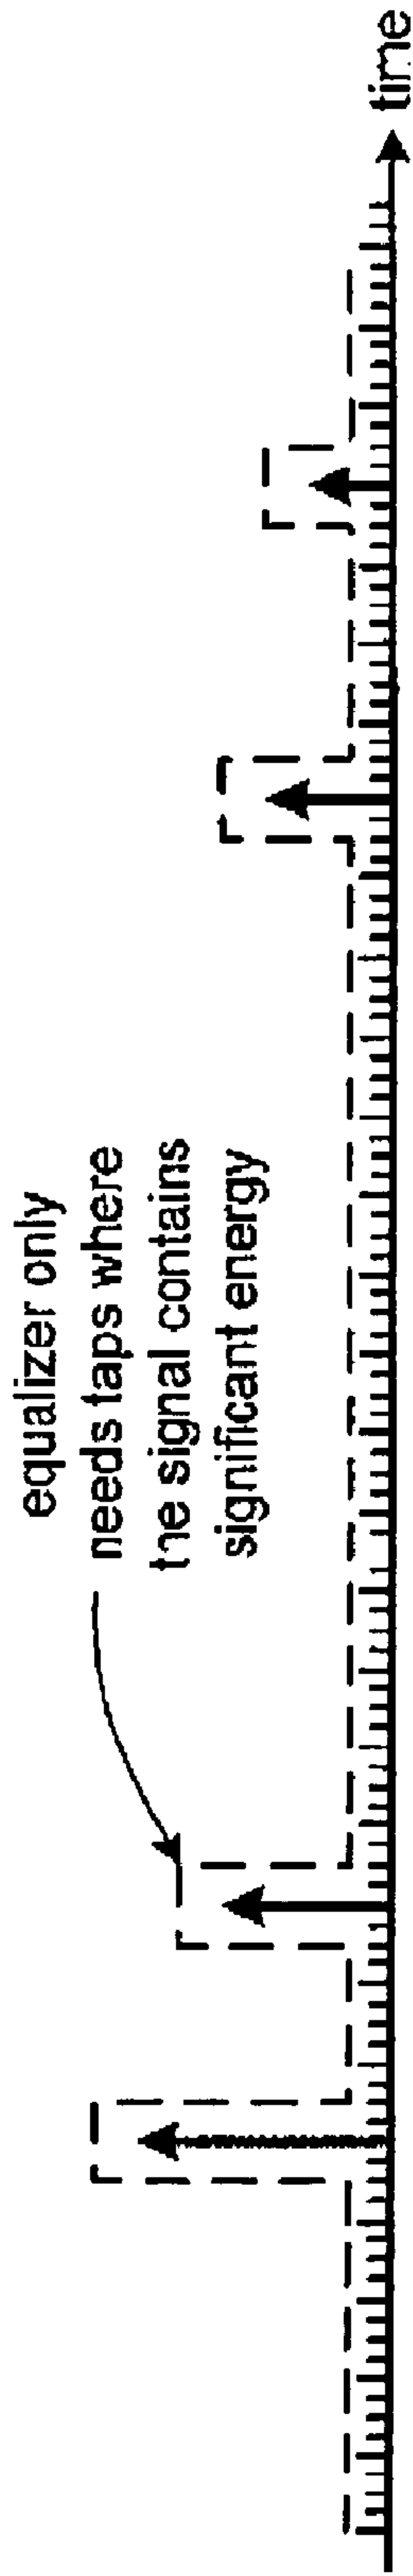 equalizer only
needs taps where
the signal contains
significant energy
time